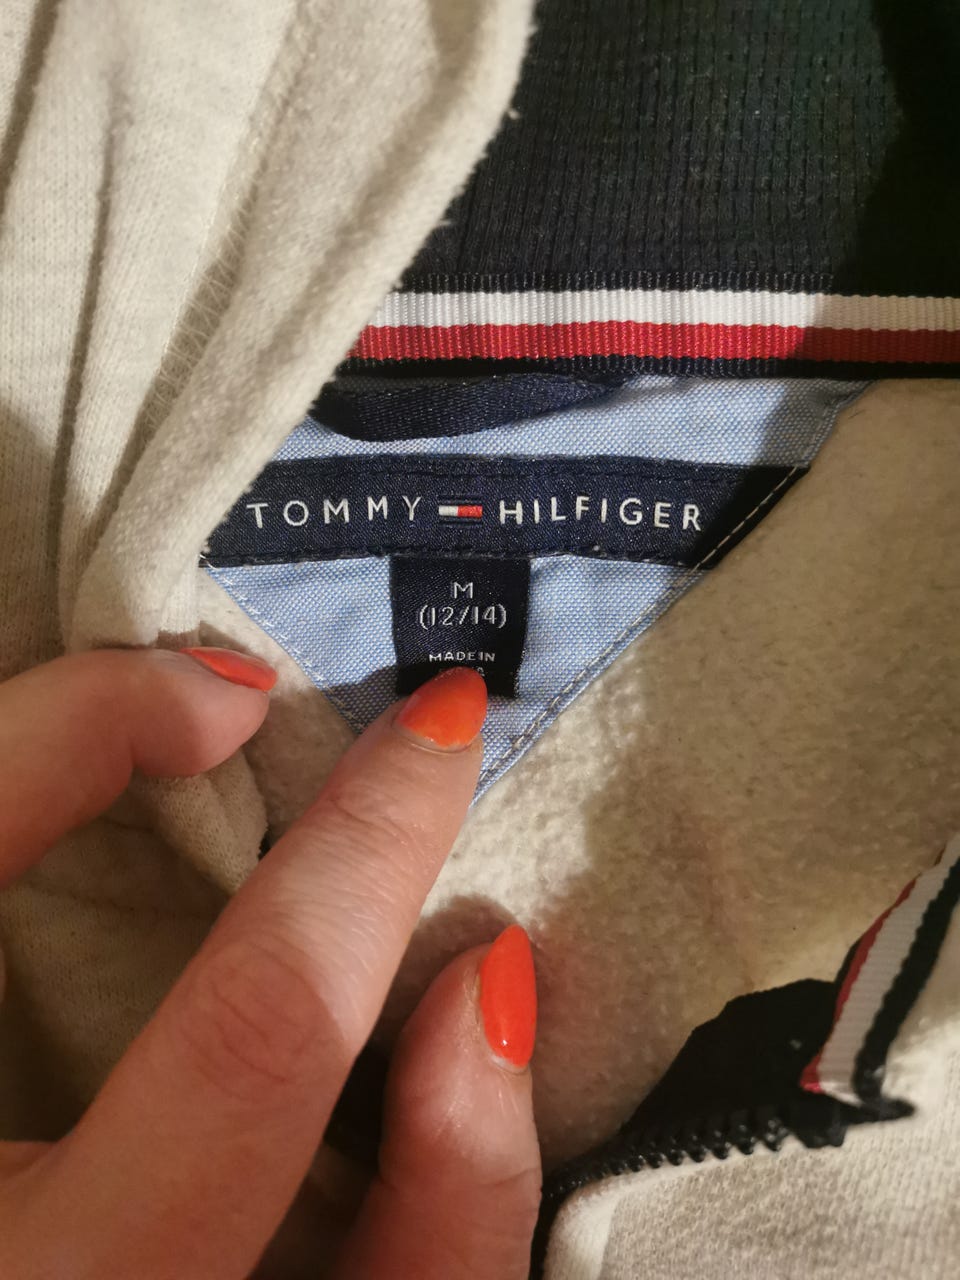 TOMMY HILFIGER
M
(12/14)
MADE IN